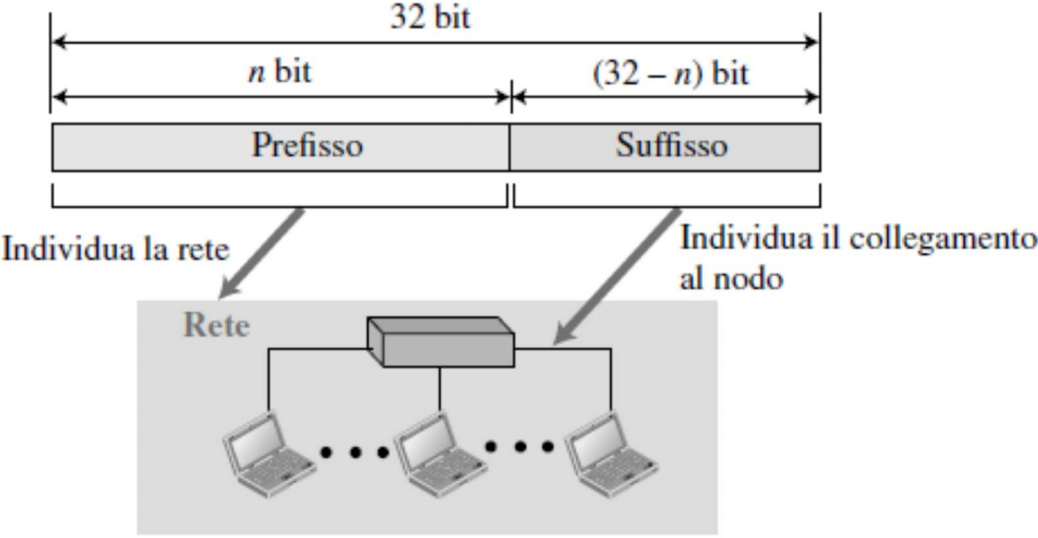 32 bit
n bit
(32 – n) bit
Prefisso
Suffisso
Individua la rete
Individua il collegamento
al nodo
Rete